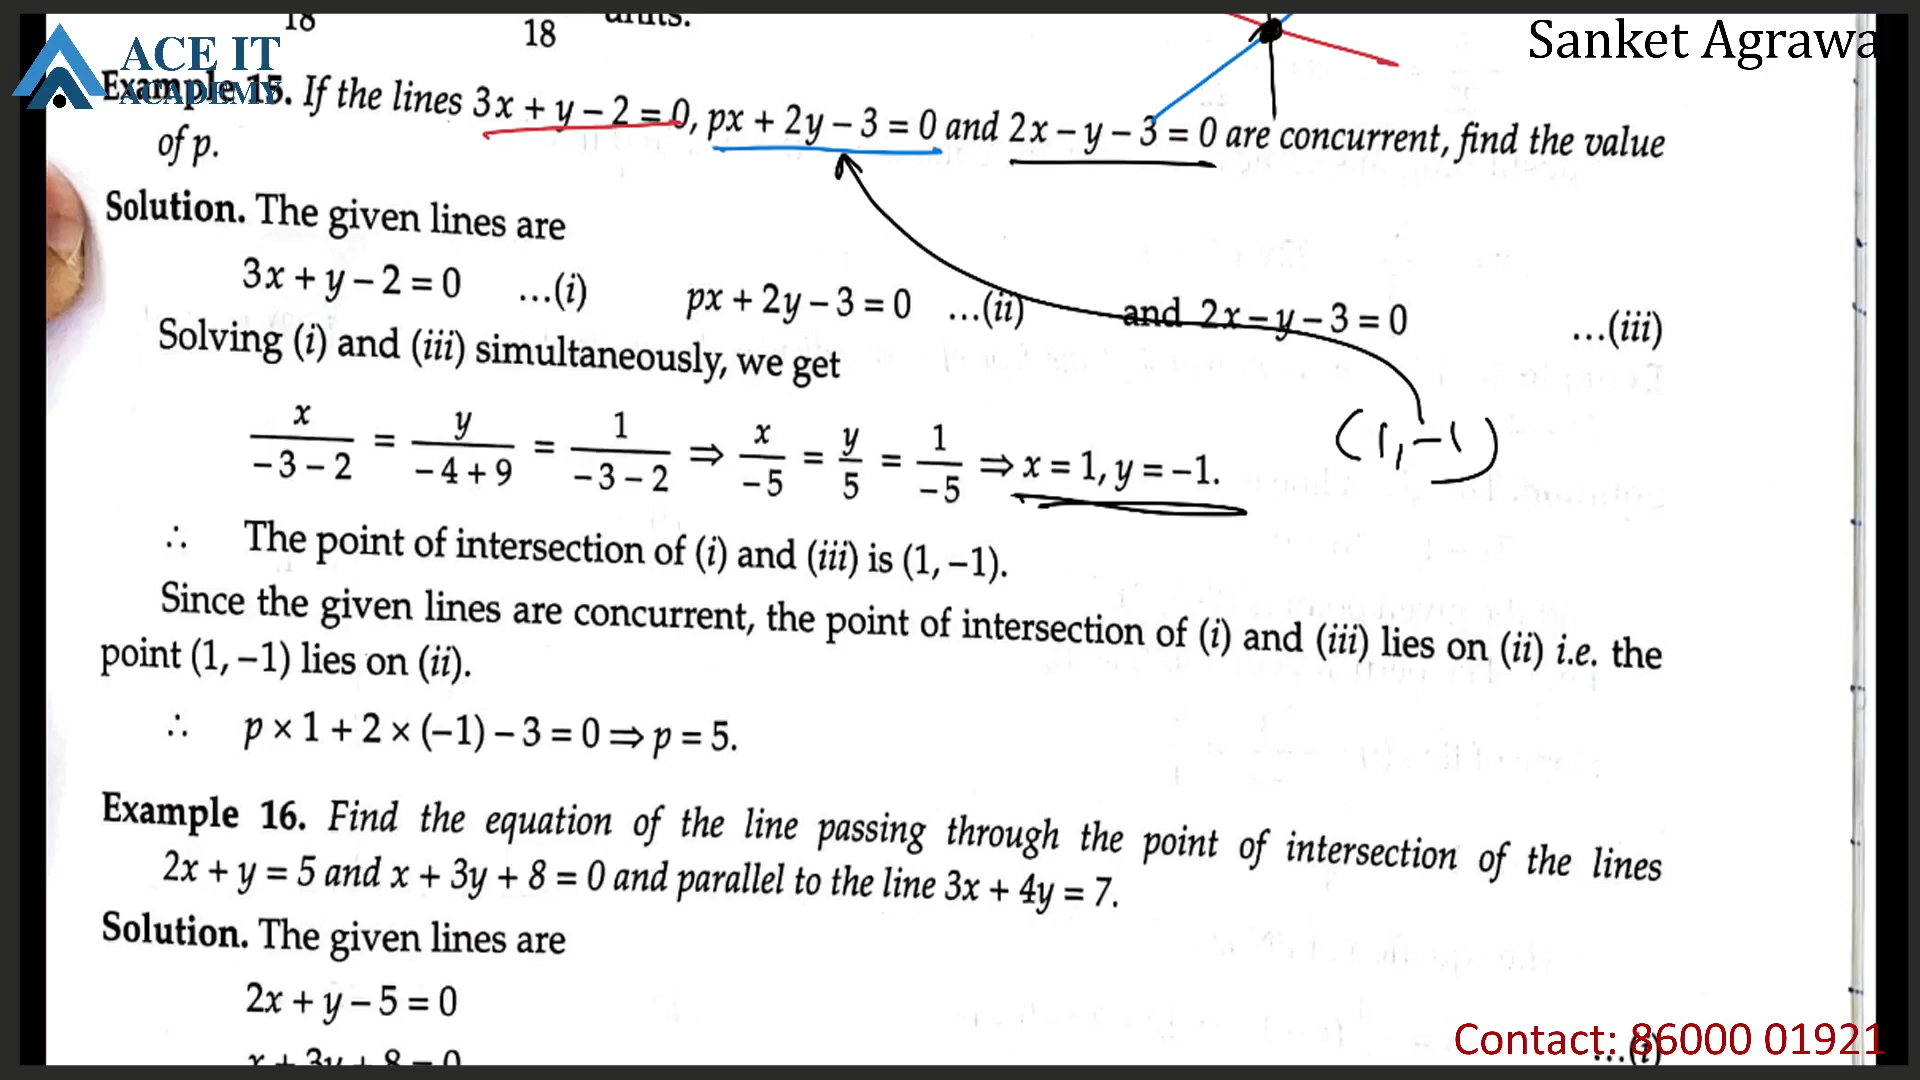 18
18
units.
Sanket Agrawa
ACE IT
ACADEMY
Example 15. If the lines 3x + y − 2 = 0, px + 2y − 3 = 0 and 2x − y − 3 = 0 are concurrent, find the value
of p.
Solution. The given lines are
3x + y − 2 = 0 ...(i) px + 2y − 3 = 0 ...(ii) and 2x − y − 3 = 0 ...(iii)
Solving (i) and (iii) simultaneously, we get
x/(−3 − 2) = y/(−4 + 9) = 1/(−3 − 2) ⇒ x/−5 = y/5 = 1/−5 ⇒ x = 1, y = −1.
(1, −1)
∴ The point of intersection of (i) and (iii) is (1, −1).
Since the given lines are concurrent, the point of intersection of (i) and (iii) lies on (ii) i.e. the
point (1, −1) lies on (ii).
∴ p × 1 + 2 × (−1) − 3 = 0 ⇒ p = 5.
Example 16. Find the equation of the line passing through the point of intersection of the lines
2x + y = 5 and x + 3y + 8 = 0 and parallel to the line 3x + 4y = 7.
Solution. The given lines are
2x + y − 5 = 0
...(i)
x + 3y + 8 = 0
Contact: 86000 01921